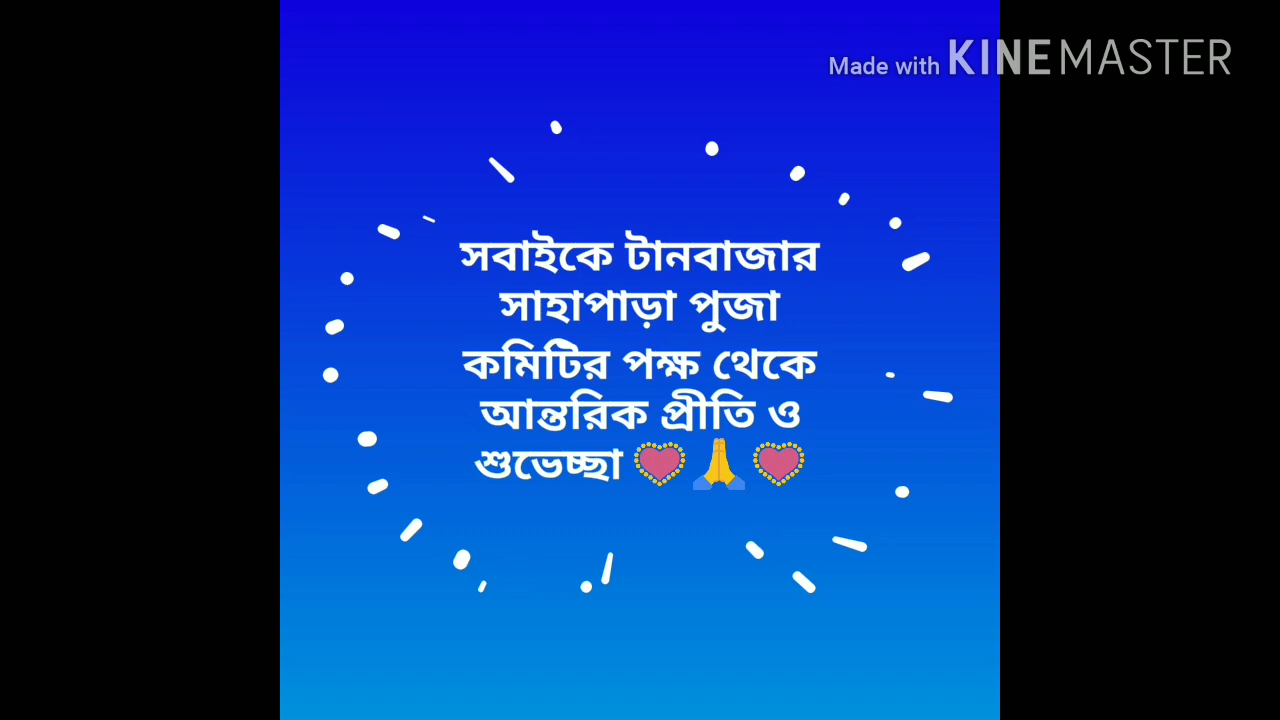 Made with KINEMASTER
সবাইকে টানবাজার
সাহাপাড়া পুজা
কমিটির পক্ষ থেকে
আন্তরিক প্রীতি ও
শুভেচ্ছা 💝🙏💝